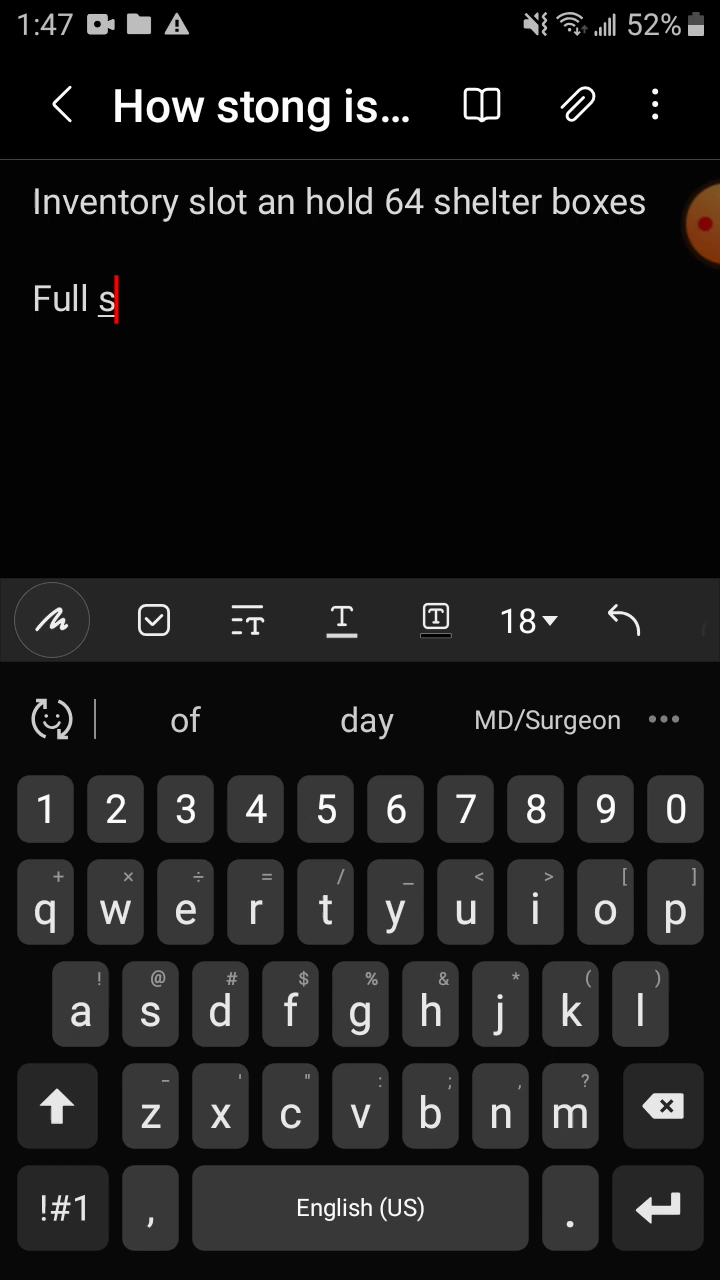 1:47 52%
How stong is...
Inventory slot an hold 64 shelter boxes
Full s
18
of day MD/Surgeon
1 2 3 4 5 6 7 8 9 0
+ × ÷ = / _ < > [ ]
q w e r t y u i o p
! @ # $ % & * ( )
a s d f g h j k l
- ' " : ; , ?
z x c v b n m
!#1 , English (US) .